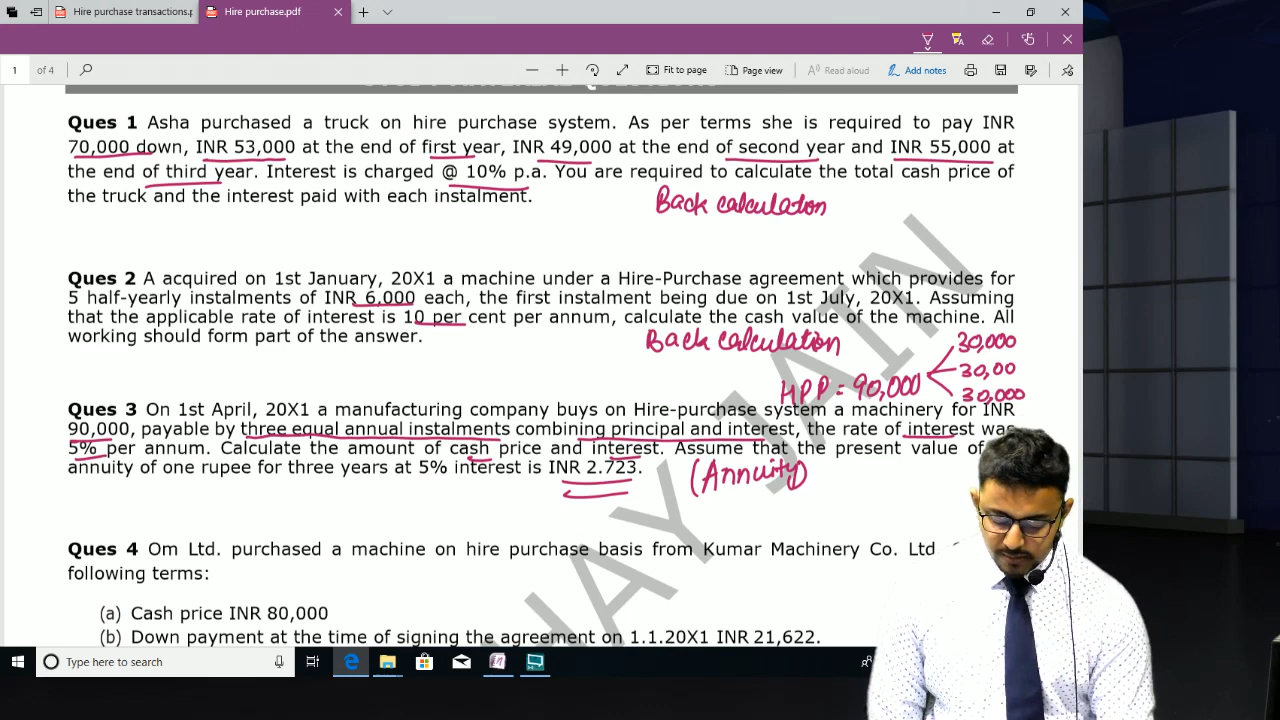 Hire purchase transactions.p
Hire purchase.pdf
1 of 4
Fit to page
Page view
Read aloud
Add notes
Ques 1 Asha purchased a truck on hire purchase system. As per terms she is required to pay INR
70,000 down, INR 53,000 at the end of first year, INR 49,000 at the end of second year and INR 55,000 at
the end of third year. Interest is charged @ 10% p.a. You are required to calculate the total cash price of
the truck and the interest paid with each instalment.
Back calculation
Ques 2 A acquired on 1st January, 20X1 a machine under a Hire-Purchase agreement which provides for
5 half-yearly instalments of INR 6,000 each, the first instalment being due on 1st July, 20X1. Assuming
that the applicable rate of interest is 10 per cent per annum, calculate the cash value of the machine. All
working should form part of the answer.
Back calculation
HPP = 90,000
30,000
30,00
30,000
Ques 3 On 1st April, 20X1 a manufacturing company buys on Hire-purchase system a machinery for INR
90,000, payable by three equal annual instalments combining principal and interest, the rate of interest was
5% per annum. Calculate the amount of cash price and interest. Assume that the present value of
annuity of one rupee for three years at 5% interest is INR 2.723.
(Annuity)
Ques 4 Om Ltd. purchased a machine on hire purchase basis from Kumar Machinery Co. Ltd
following terms:
(a) Cash price INR 80,000
(b) Down payment at the time of signing the agreement on 1.1.20X1 INR 21,622.
AY JAIN
Type here to search